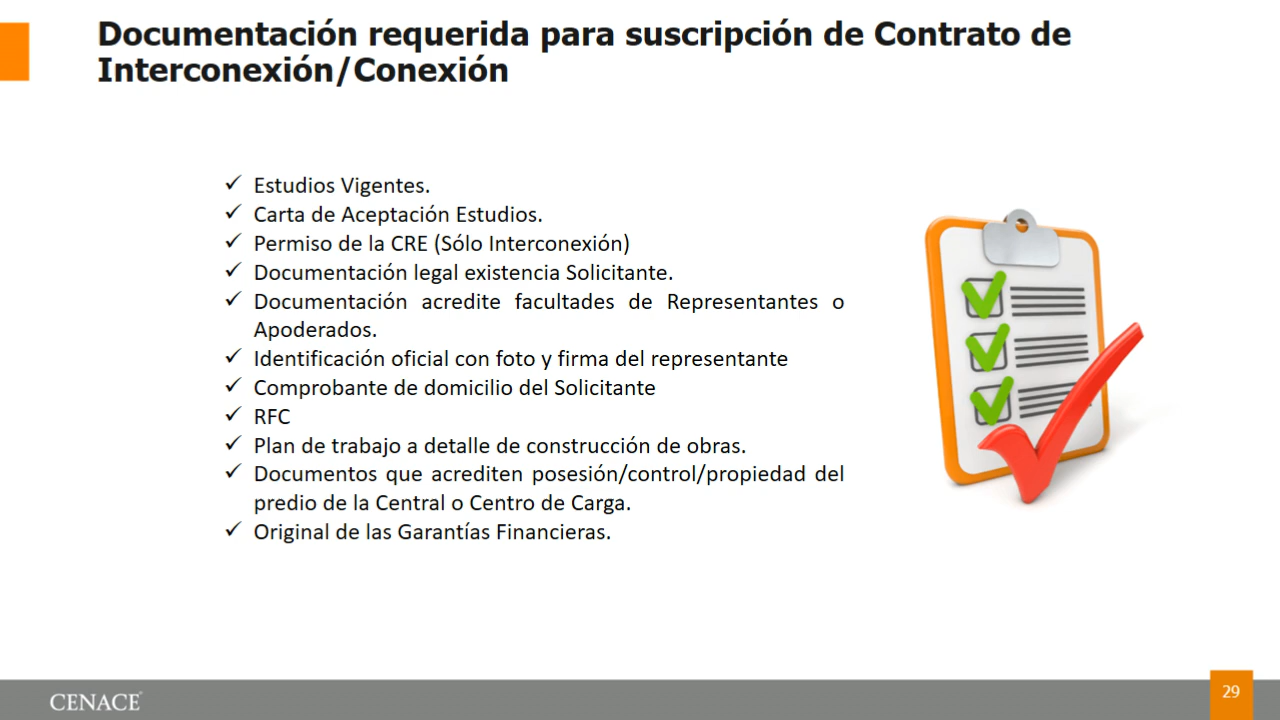 Documentación requerida para suscripción de Contrato de
Interconexión/Conexión
✓ Estudios Vigentes.
✓ Carta de Aceptación Estudios.
✓ Permiso de la CRE (Sólo Interconexión)
✓ Documentación legal existencia Solicitante.
✓ Documentación acredite facultades de Representantes o
Apoderados.
✓ Identificación oficial con foto y firma del representante
✓ Comprobante de domicilio del Solicitante
✓ RFC
✓ Plan de trabajo a detalle de construcción de obras.
✓ Documentos que acrediten posesión/control/propiedad del
predio de la Central o Centro de Carga.
✓ Original de las Garantías Financieras.
CENACE
29